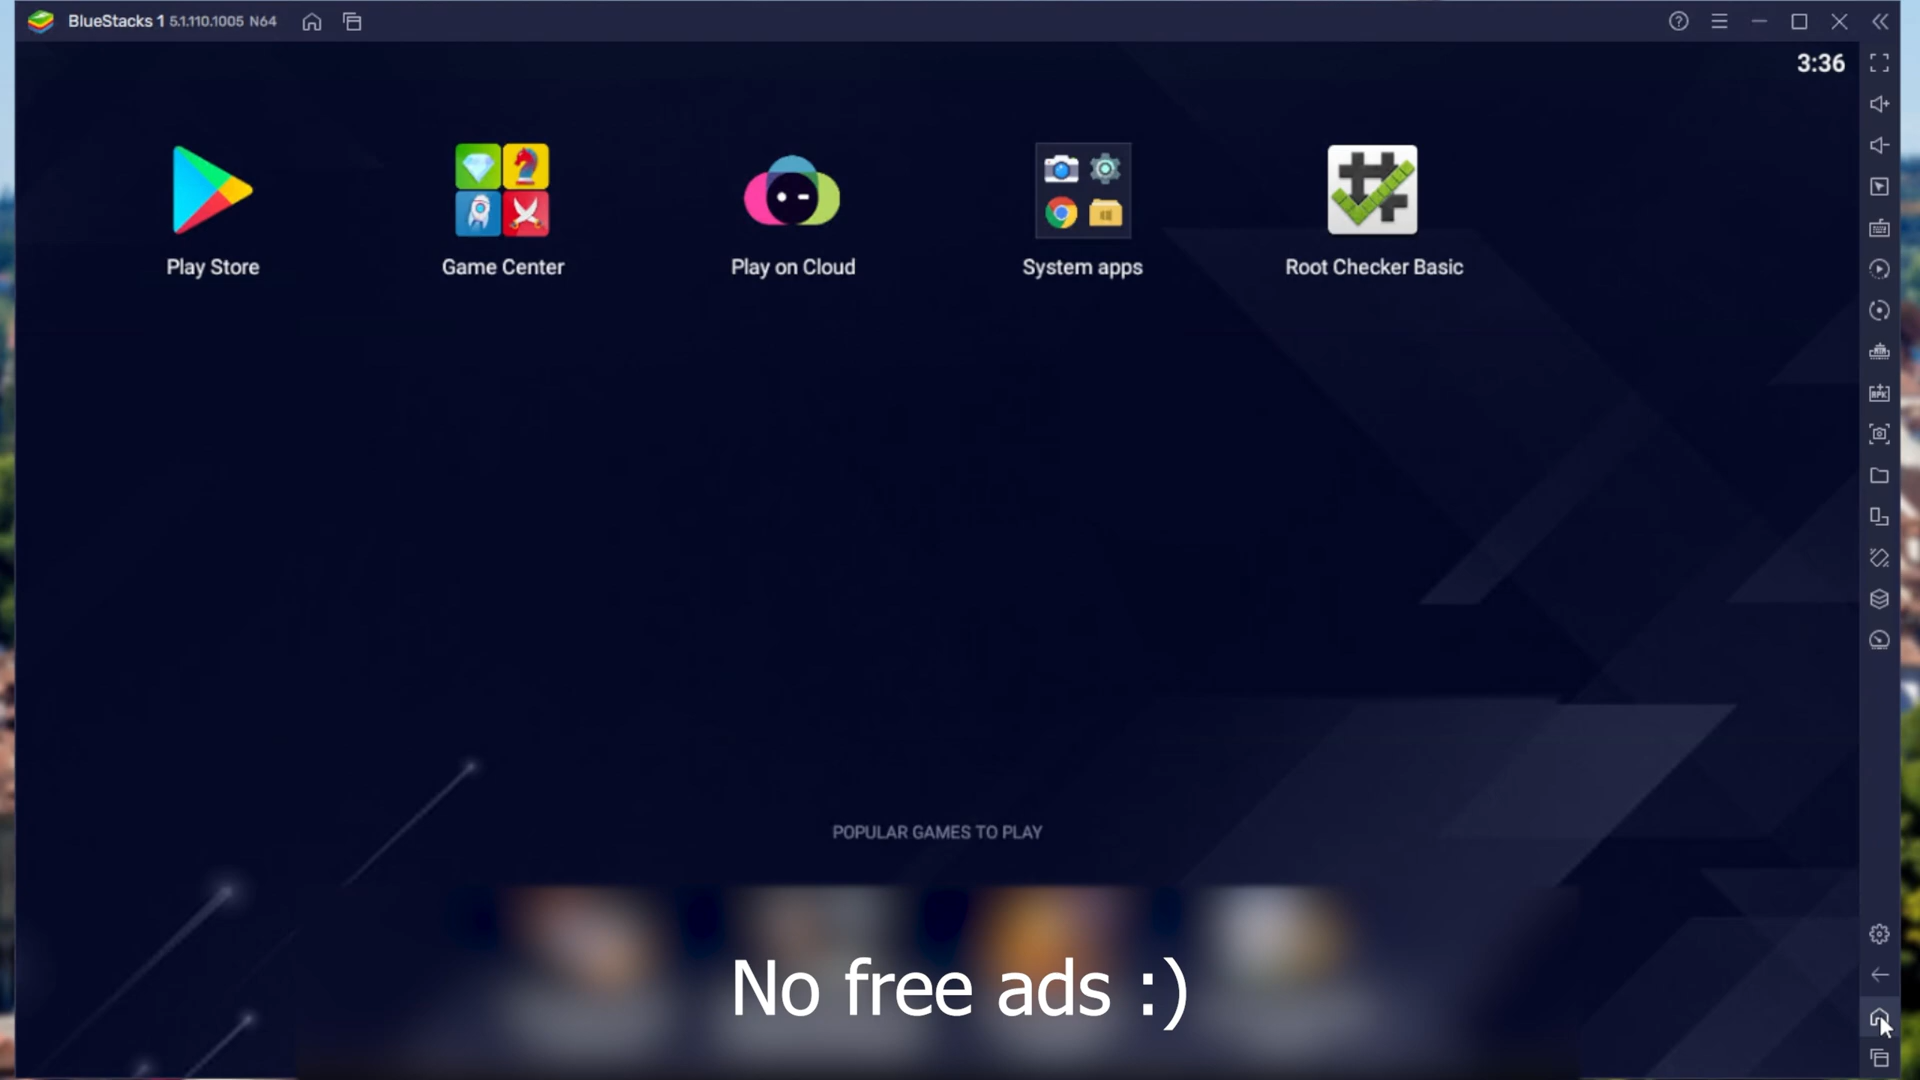 BlueStacks 1 5.1.110.1005 N64
3:36
Play Store
Game Center
Play on Cloud
System apps
Root Checker Basic
POPULAR GAMES TO PLAY
No free ads :)